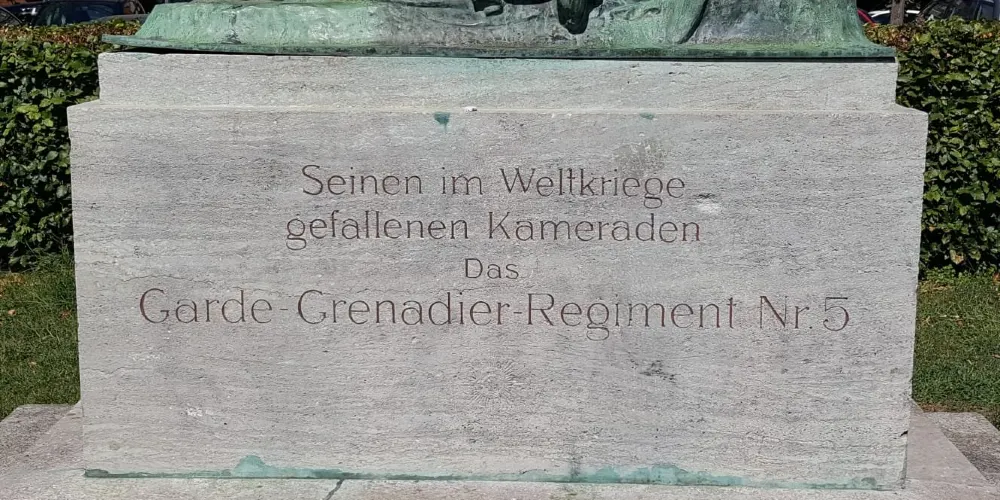 Seinen im Weltkriege
gefallenen Kameraden
Das
Garde-Grenadier-Regiment Nr. 5